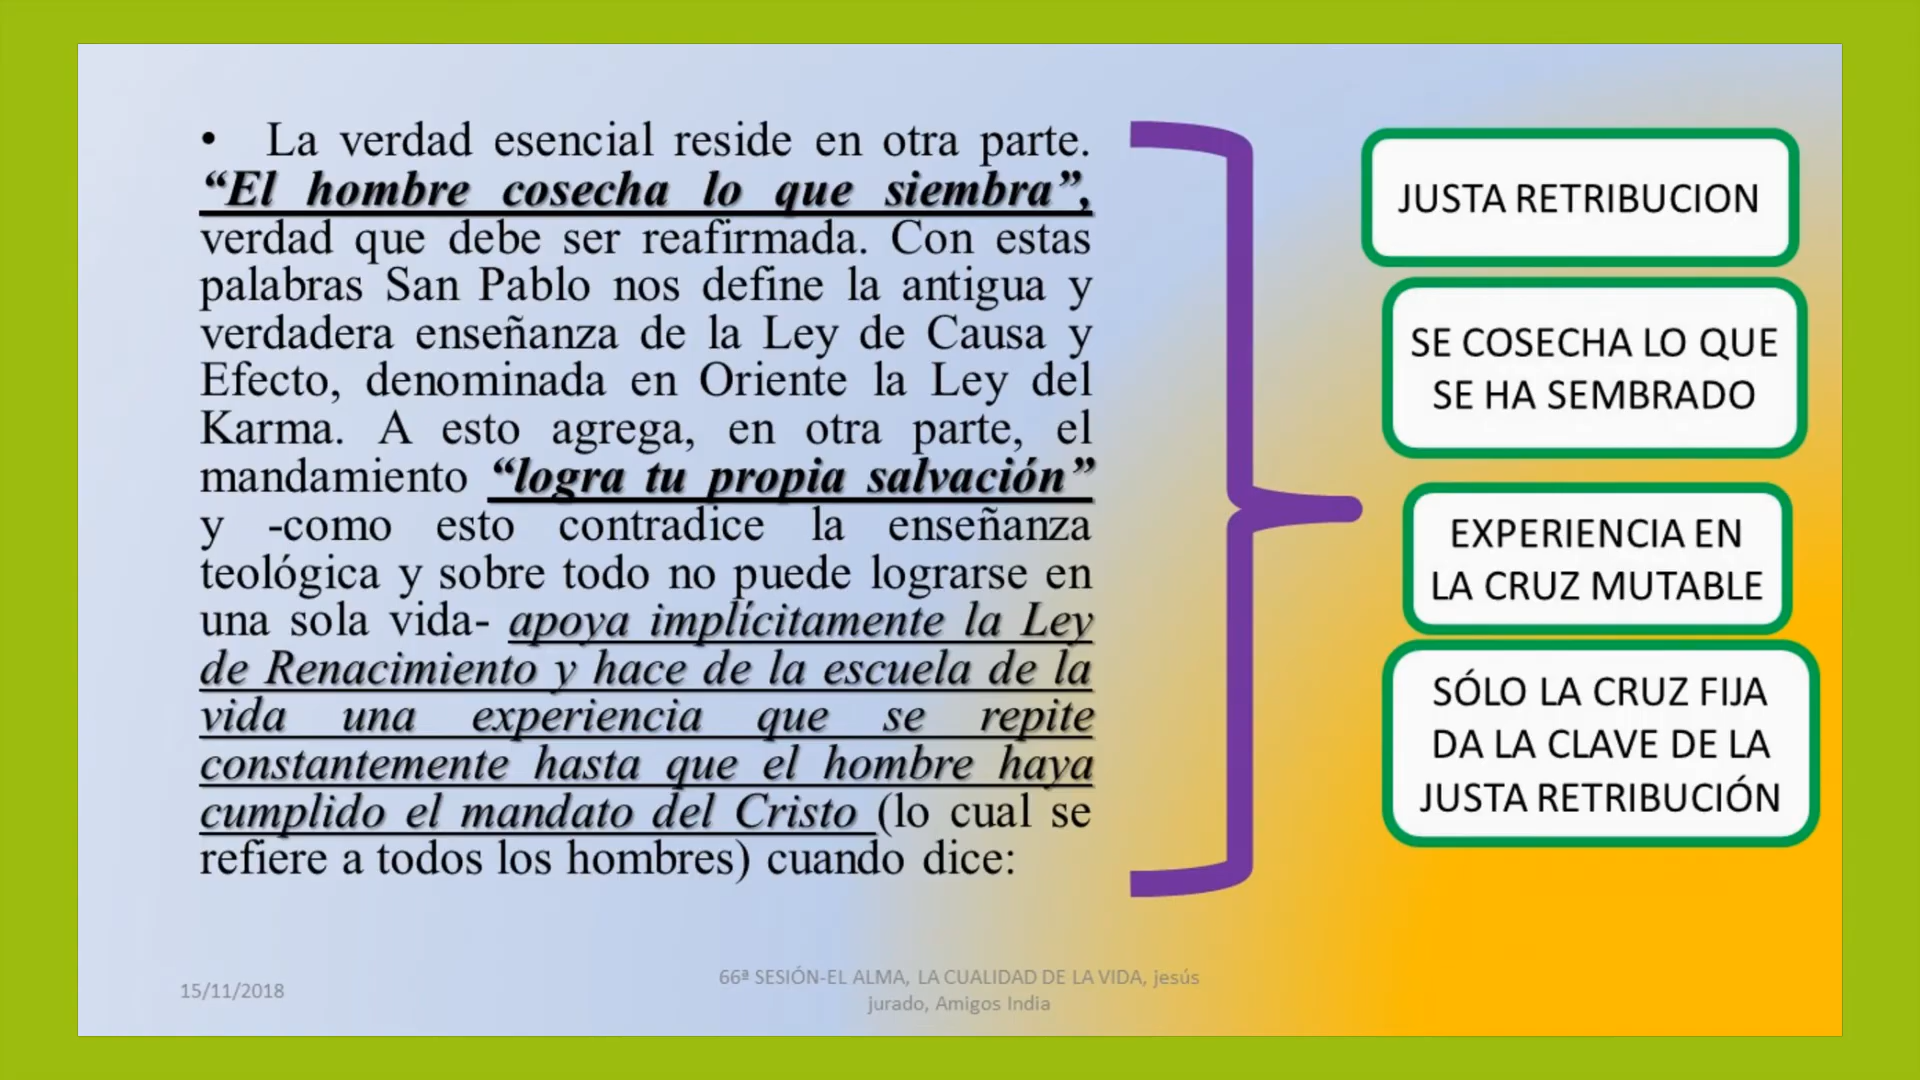 • La verdad esencial reside en otra parte.
“El hombre cosecha lo que siembra”,
verdad que debe ser reafirmada. Con estas
palabras San Pablo nos define la antigua y
verdadera enseñanza de la Ley de Causa y
Efecto, denominada en Oriente la Ley del
Karma. A esto agrega, en otra parte, el
mandamiento “logra tu propia salvación”
y -como esto contradice la enseñanza
teológica y sobre todo no puede lograrse en
una sola vida- apoya implícitamente la Ley
de Renacimiento y hace de la escuela de la
vida una experiencia que se repite
constantemente hasta que el hombre haya
cumplido el mandato del Cristo (lo cual se
refiere a todos los hombres) cuando dice:
JUSTA RETRIBUCION
SE COSECHA LO QUE
SE HA SEMBRADO
EXPERIENCIA EN
LA CRUZ MUTABLE
SÓLO LA CRUZ FIJA
DA LA CLAVE DE LA
JUSTA RETRIBUCIÓN
15/11/2018
66ª SESIÓN-EL ALMA, LA CUALIDAD DE LA VIDA, jesús
jurado, Amigos India